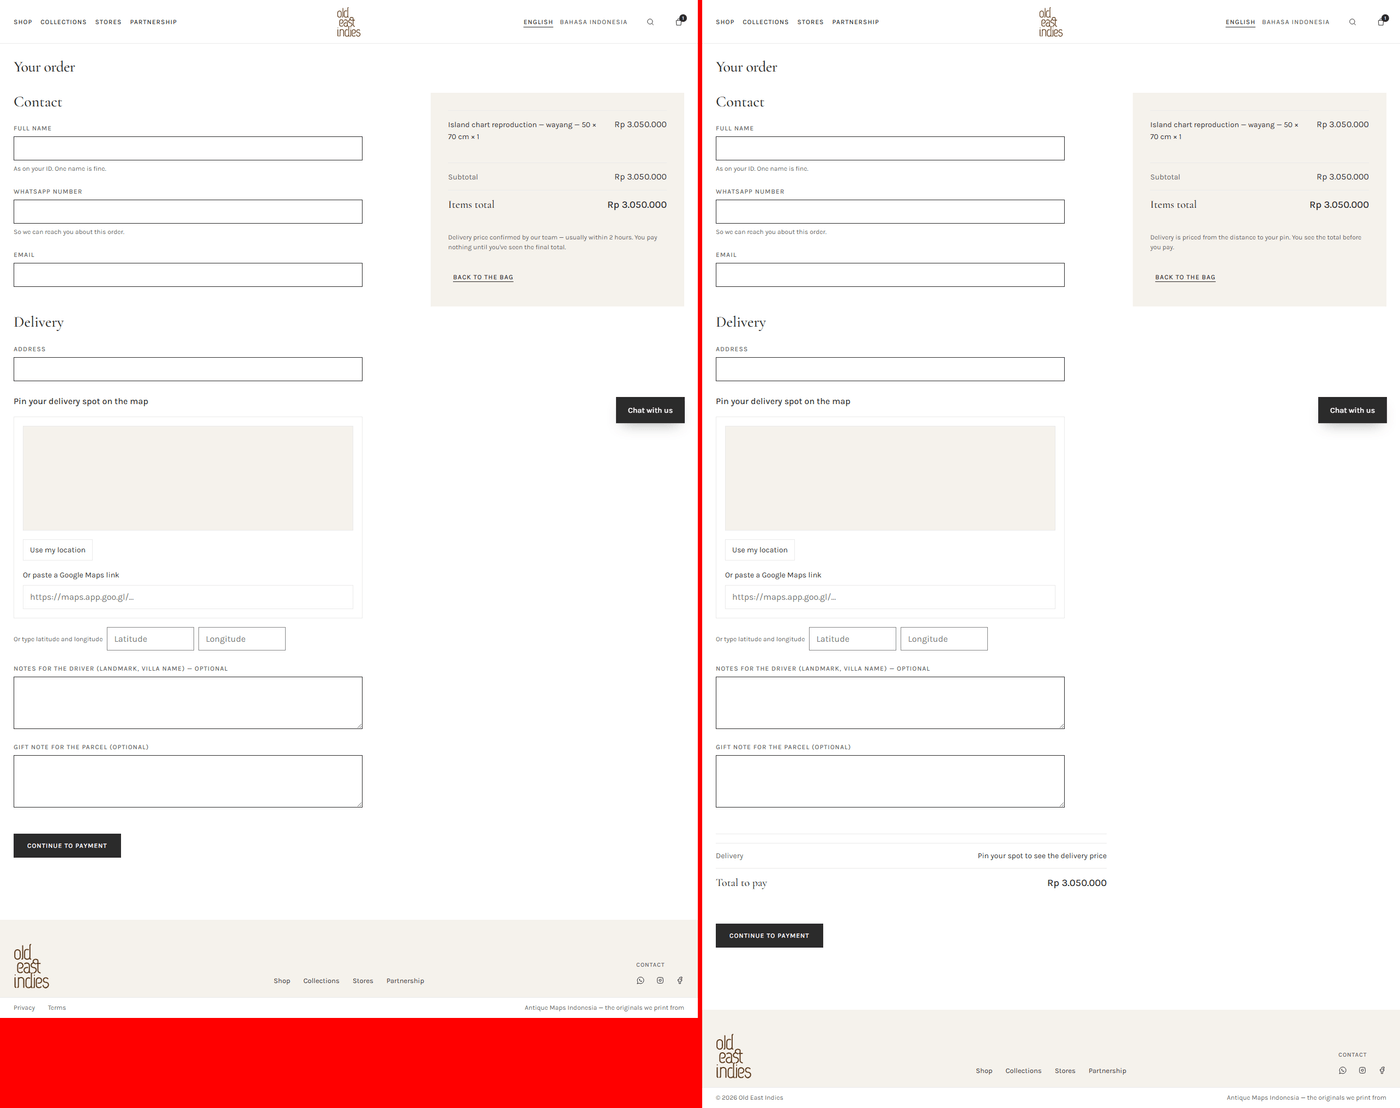 SHOP COLLECTIONS STORES PARTNERSHIP
old east indies
ENGLISH BAHASA INDONESIA
1
Your order
Contact
FULL NAME
As on your ID. One name is fine.
WHATSAPP NUMBER
So we can reach you about this order.
EMAIL
Island chart reproduction — wayang — 50 × Rp 3.050.000
70 cm × 1
Subtotal Rp 3.050.000
Items total Rp 3.050.000
Delivery price confirmed by our team — usually within 2 hours. You pay
nothing until you've seen the final total.
BACK TO THE BAG
Delivery
ADDRESS
Pin your delivery spot on the map
Chat with us
Use my location
Or paste a Google Maps link
https://maps.app.goo.gl/...
Or type latitude and longitude Latitude Longitude
NOTES FOR THE DRIVER (LANDMARK, VILLA NAME) — OPTIONAL
GIFT NOTE FOR THE PARCEL (OPTIONAL)
CONTINUE TO PAYMENT
old
east
indies
Shop Collections Stores Partnership
CONTACT
Privacy Terms
Antique Maps Indonesia — the originals we print from
SHOP COLLECTIONS STORES PARTNERSHIP
old east indies
ENGLISH BAHASA INDONESIA
1
Your order
Contact
FULL NAME
As on your ID. One name is fine.
WHATSAPP NUMBER
So we can reach you about this order.
EMAIL
Island chart reproduction — wayang — 50 × Rp 3.050.000
70 cm × 1
Subtotal Rp 3.050.000
Items total Rp 3.050.000
Delivery is priced from the distance to your pin. You see the total before
you pay.
BACK TO THE BAG
Delivery
ADDRESS
Pin your delivery spot on the map
Chat with us
Use my location
Or paste a Google Maps link
https://maps.app.goo.gl/...
Or type latitude and longitude Latitude Longitude
NOTES FOR THE DRIVER (LANDMARK, VILLA NAME) — OPTIONAL
GIFT NOTE FOR THE PARCEL (OPTIONAL)
Delivery Pin your spot to see the delivery price
Total to pay Rp 3.050.000
CONTINUE TO PAYMENT
old
east
indies
Shop Collections Stores Partnership
CONTACT
© 2026 Old East Indies
Antique Maps Indonesia — the originals we print from